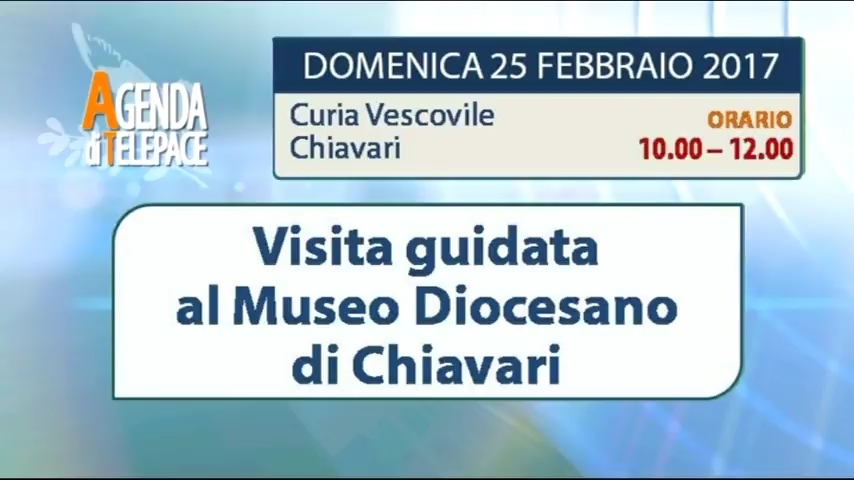 AGENDA
di TELEPACE
DOMENICA 25 FEBBRAIO 2017
Curia Vescovile
Chiavari
ORARIO
10.00 – 12.00
Visita guidata
al Museo Diocesano
di Chiavari